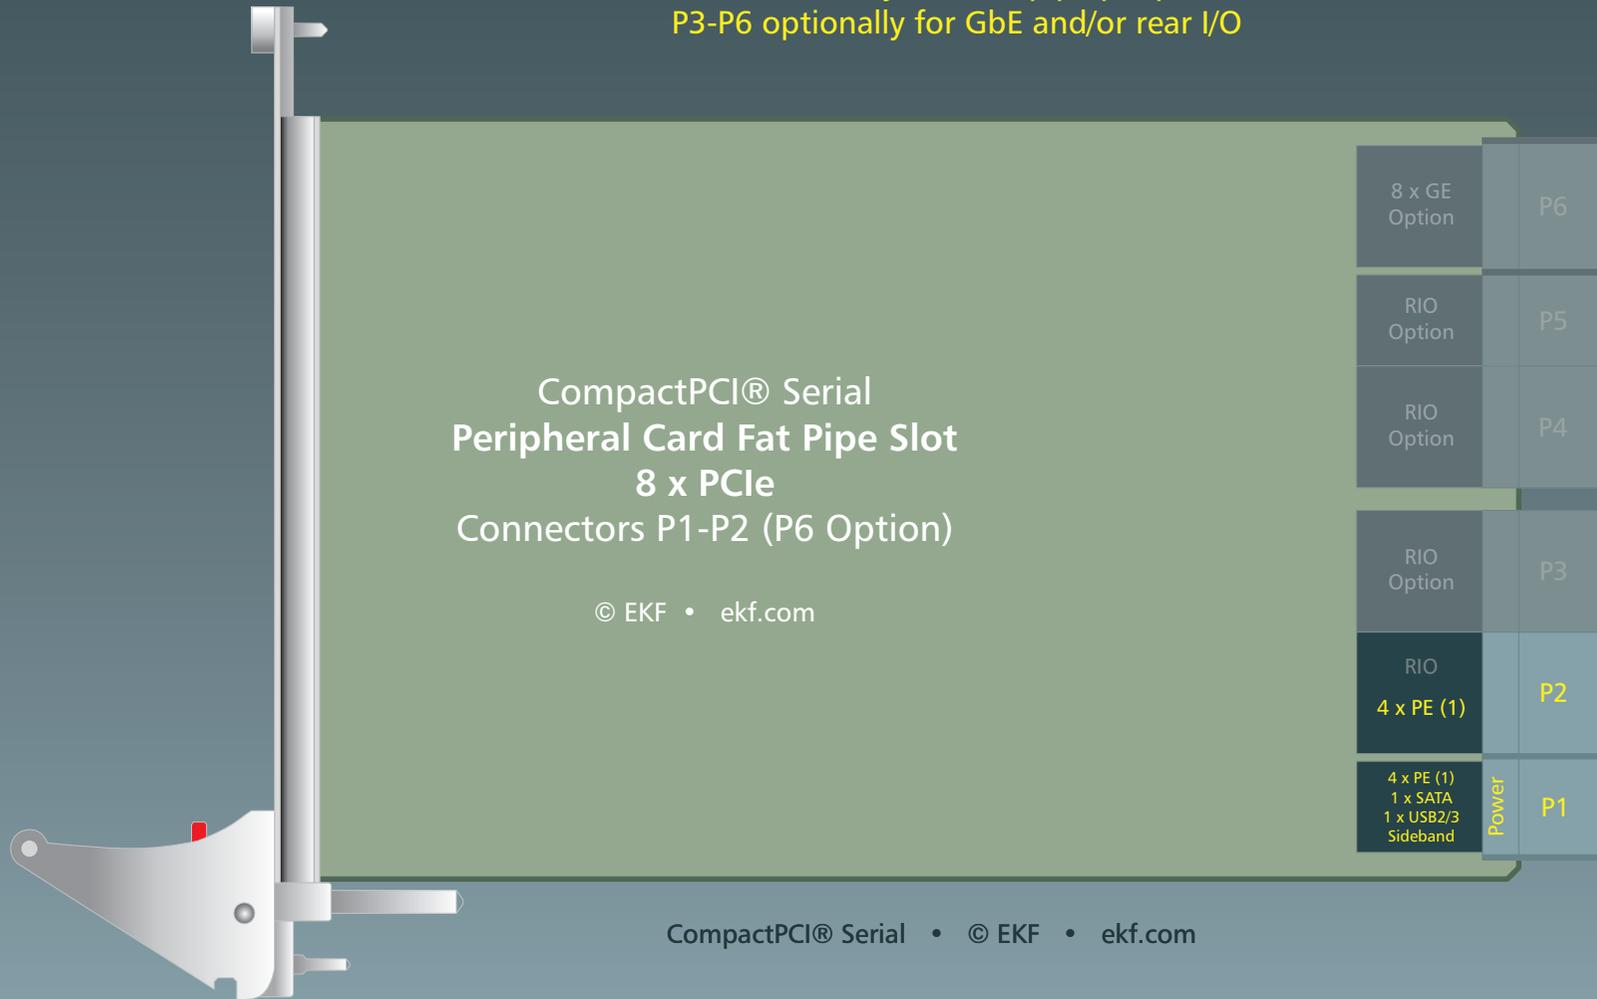 P3-P6 optionally for GbE and/or rear I/O
8 x GE
Option
P6
RIO
Option
P5
RIO
Option
P4
CompactPCI® Serial
Peripheral Card Fat Pipe Slot
8 x PCIe
Connectors P1-P2 (P6 Option)
© EKF • ekf.com
RIO
Option
P3
RIO
4 x PE (1)
P2
4 x PE (1)
1 x SATA
1 x USB2/3
Sideband
Power
P1
CompactPCI® Serial • © EKF • ekf.com